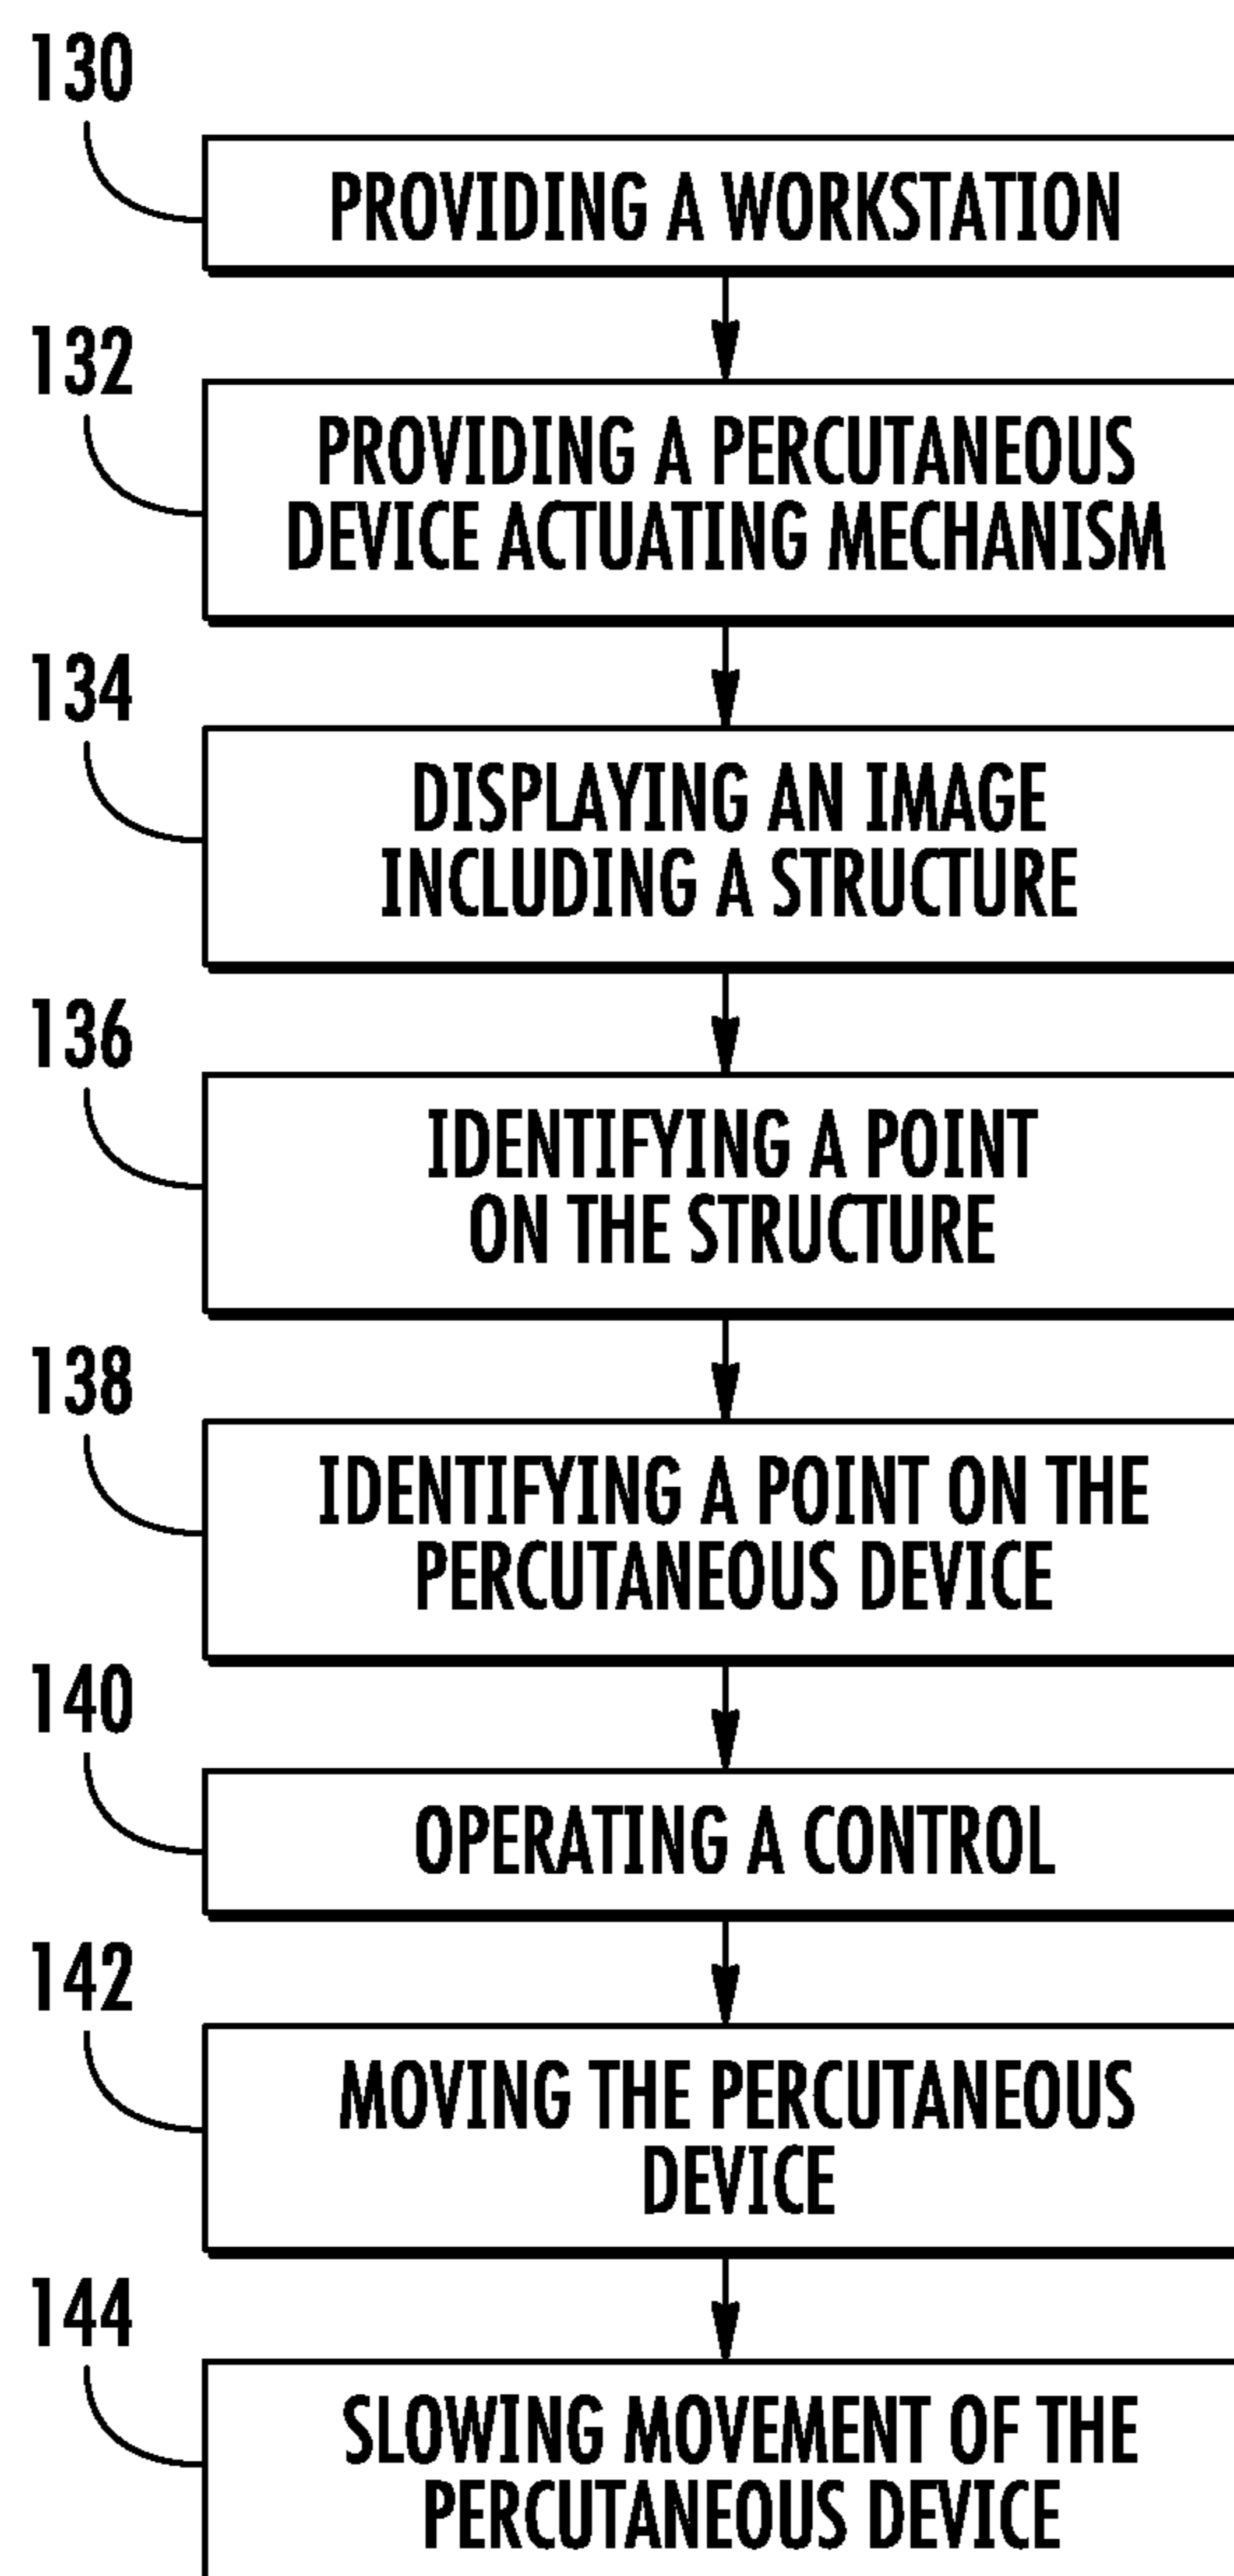 130
PROVIDING A WORKSTATION
132
PROVIDING A PERCUTANEOUS
DEVICE ACTUATING MECHANISM
134
DISPLAYING AN IMAGE
INCLUDING A STRUCTURE
136
IDENTIFYING A POINT
ON THE STRUCTURE
138
IDENTIFYING A POINT ON THE
PERCUTANEOUS DEVICE
140
OPERATING A CONTROL
142
MOVING THE PERCUTANEOUS
DEVICE
144
SLOWING MOVEMENT OF THE
PERCUTANEOUS DEVICE